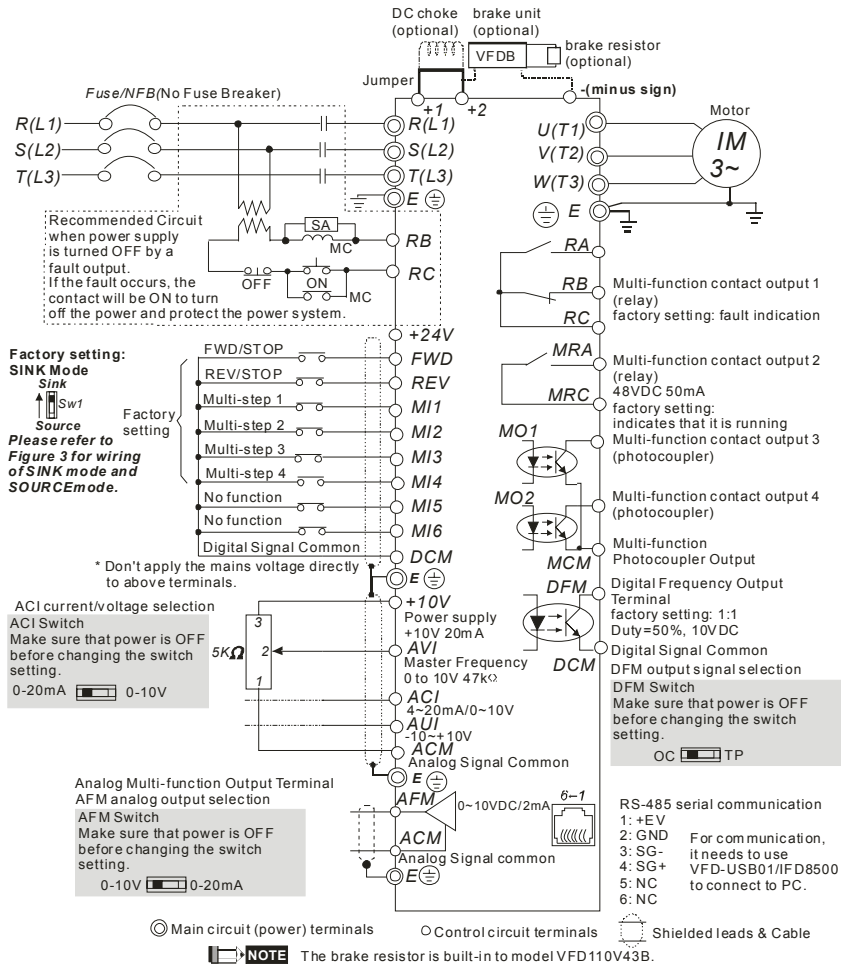 DC choke
(optional)
brake unit
(optional)
VFDB
brake resistor
(optional)
Jumper
-(minus sign)
+1
+2
Fuse/NFB(No Fuse Breaker)
R(L1)
S(L2)
T(L3)
R(L1)
S(L2)
T(L3)
E
U(T1)
V(T2)
W(T3)
E
Motor
IM
3~
Recommended Circuit
when power supply
is turned OFF by a
fault output.
If the fault occurs, the
contact will be ON to turn
off the power and protect the power system.
SA
MC
OFF
ON
MC
RB
RC
RA
RB
RC
Multi-function contact output 1
(relay)
factory setting: fault indication
MRA
MRC
Multi-function contact output 2
(relay)
48VDC 50mA
factory setting:
indicates that it is running
MO1
Multi-function contact output 3
(photocoupler)
MO2
Multi-function contact output 4
(photocoupler)
MCM
Multi-function
Photocoupler Output
Factory setting:
SINK Mode
Sink
Sw1
Source
Please refer to
Figure 3 for wiring
of SINK mode and
SOURCEmode.
Factory
setting
FWD/STOP
REV/STOP
Multi-step 1
Multi-step 2
Multi-step 3
Multi-step 4
No function
No function
Digital Signal Common
+24V
FWD
REV
MI1
MI2
MI3
MI4
MI5
MI6
DCM
E
* Don't apply the mains voltage directly
to above terminals.
DFM
DCM
Digital Frequency Output
Terminal
factory setting: 1:1
Duty=50%, 10VDC
Digital Signal Common
DFM output signal selection
DFM Switch
Make sure that power is OFF
before changing the switch
setting.
OC TP
ACI current/voltage selection
ACI Switch
Make sure that power is OFF
before changing the switch
setting.
0-20mA 0-10V
5KΩ
3
2
1
+10V
Power supply
+10V 20mA
AVI
Master Frequency
0 to 10V 47kΩ
ACI
4~20mA/0~10V
AUI
-10~+10V
ACM
Analog Signal Common
E
Analog Multi-function Output Terminal
AFM analog output selection
AFM Switch
Make sure that power is OFF
before changing the switch
setting.
0-10V 0-20mA
AFM
0~10VDC/2mA
ACM
Analog Signal common
E
6←1
RS-485 serial communication
1: +EV
2: GND
3: SG-
4: SG+
5: NC
6: NC
For communication,
it needs to use
VFD-USB01/IFD8500
to connect to PC.
Main circuit (power) terminals
Control circuit terminals
Shielded leads & Cable
NOTE The brake resistor is built-in to model VFD110V43B.